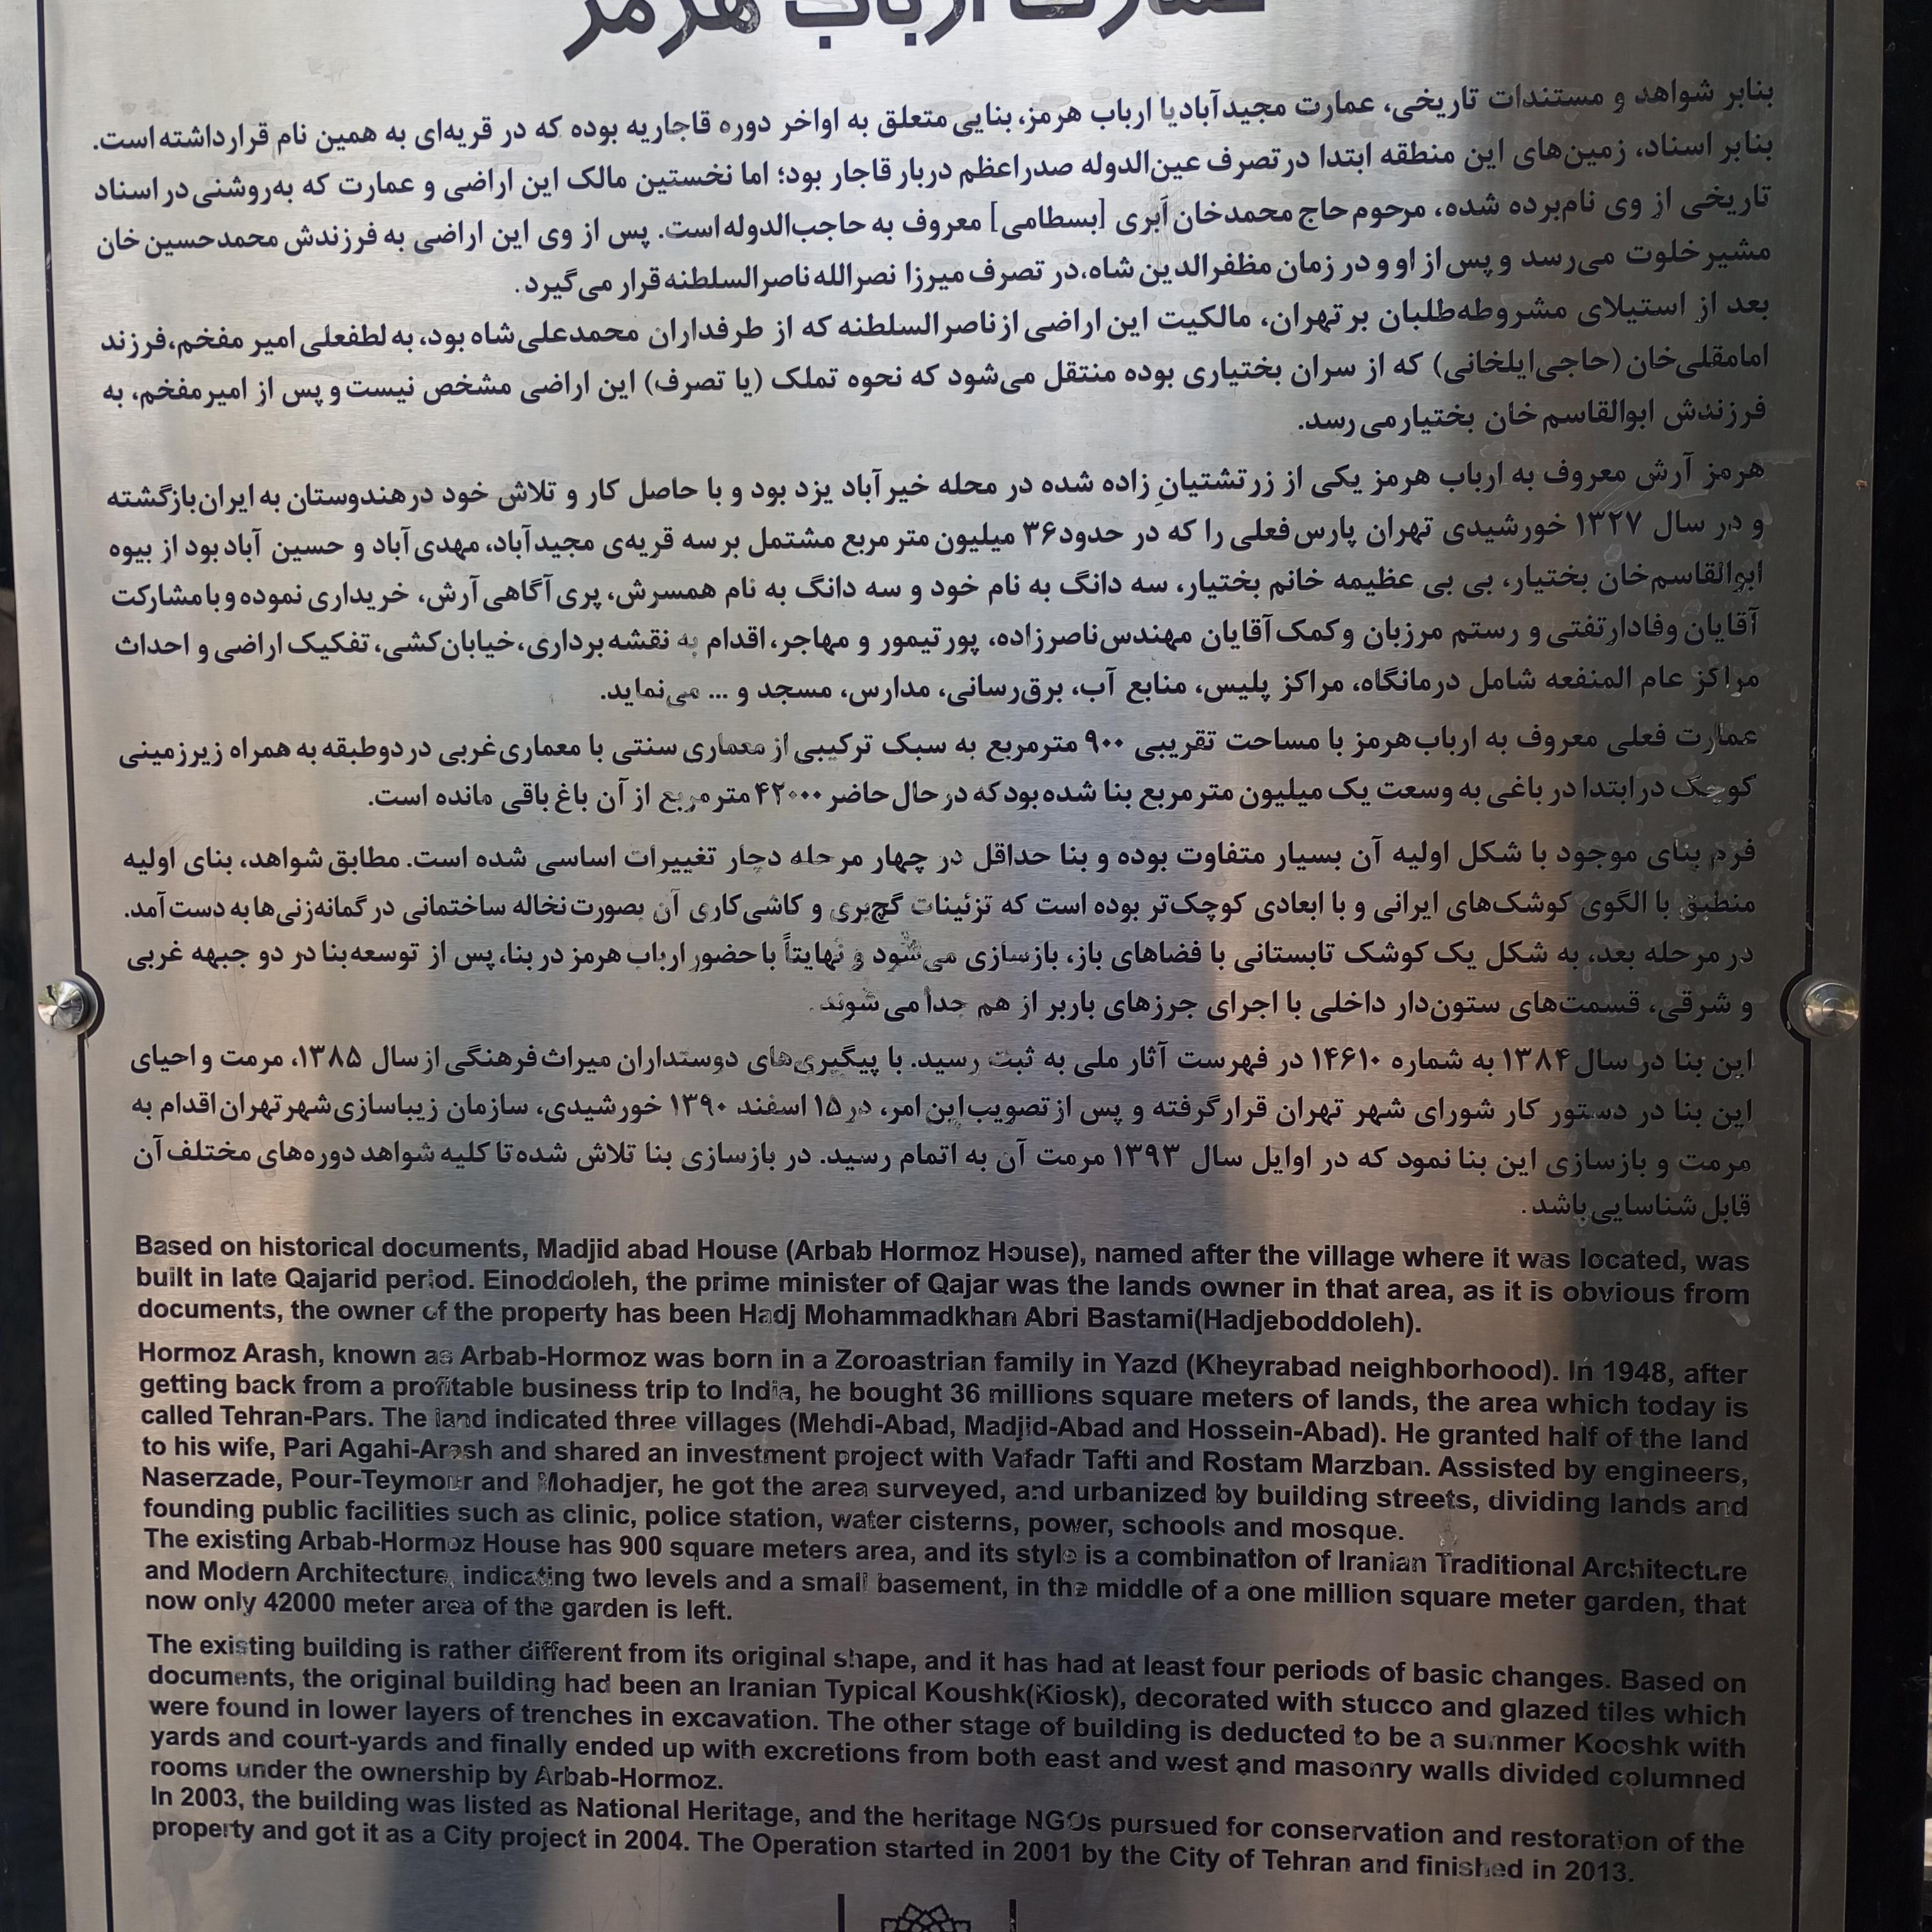 عمارت ارباب هرمز
بنابر شواهد و مستندات تاریخی، عمارت مجیدآبادیا ارباب هرمز، بنایی متعلق به اواخر دوره قاجاریه بوده که در قریه‌ای به همین نام قرارداشته است.
بنابر اسناد، زمین‌های این منطقه ابتدا درتصرف عین‌الدوله صدراعظم دربار قاجار بود؛ اما نخستین مالک این اراضی و عمارت که به‌روشنی در اسناد
تاریخی از وی نام‌برده شده، مرحوم حاج محمدخان اَبری [بسطامی] معروف به حاجب‌الدوله است. پس از وی این اراضی به فرزندش محمدحسین خان
مشیرخلوت می‌رسد و پس از او و در زمان مظفرالدین شاه،در تصرف میرزا نصرالله ناصرالسلطنه قرار می‌گیرد.
بعد از استیلای مشروطه‌طلبان بر تهران، مالکیت این اراضی از ناصرالسلطنه که از طرفداران محمدعلی‌شاه بود، به لطفعلی امیر مفخم،فرزند
امامقلی‌خان (حاجی‌ایلخانی) که از سران بختیاری بوده منتقل می‌شود که نحوه تملک (یا تصرف) این اراضی مشخص نیست و پس از امیرمفخم، به
فرزندش ابوالقاسم خان بختیار می رسد.
هرمز آرش معروف به ارباب هرمز یکی از زرتشتیانِ زاده شده در محله خیرآباد یزد بود و با حاصل کار و تلاش خود درهندوستان به ایران‌بازگشته
و در سال ۱۳۲۷ خورشیدی تهران پارس فعلی را که در حدود۳۶ میلیون متر مربع مشتمل بر سه قریه‌ی مجیدآباد، مهدی‌آباد و حسین آباد بود از بیوه
ابوالقاسم‌خان بختیار، بی بی عظیمه خانم بختیار، سه دانگ به نام خود و سه دانگ به نام همسرش، پری آگاهی آرش، خریداری نموده و با مشارکت
آقایان وفادارتفتی و رستم مرزبان و کمک آقایان مهندس‌ناصرزاده، پورتیمور و مهاجر، اقدام به نقشه برداری،خیابان‌کشی، تفکیک اراضی و احداث
مراکز عام المنفعه شامل درمانگاه، مراکز پلیس، منابع آب، برق‌رسانی، مدارس، مسجد و ... می‌نماید.
عمارت فعلی معروف به ارباب‌هرمز با مساحت تقریبی ۹۰۰ مترمربع به سبک ترکیبی از معماری سنتی با معماری‌غربی در دوطبقه به همراه زیرزمینی
کوچک در ابتدا در باغی به وسعت یک میلیون مترمربع بنا شده بود که در حال حاضر ۴۲۰۰۰ مترمربع از آن باغ باقی مانده است.
فرم بنای موجود با شکل اولیه آن بسیار متفاوت بوده و بنا حداقل در چهار مرحله دچار تغییرات اساسی شده است. مطابق شواهد، بنای اولیه
منطبق با الگوی کوشک‌های ایرانی و با ابعادی کوچک‌تر بوده است که تزئینات گچ‌بری و کاشی‌کاری آن بصورت نخاله ساختمانی در گمانه‌زنی‌ها به دست آمد.
در مرحله بعد، به شکل یک کوشک تابستانی با فضاهای باز، بازسازی می‌شود و نهایتاً با حضور ارباب هرمز در بنا، پس از توسعه‌بنا در دو جبهه غربی
و شرقی، قسمت‌های ستون‌دار داخلی با اجرای جرزهای باربر از هم جدا می شوند.
این بنا در سال ۱۳۸۴ به شماره ۱۴۶۱۰ در فهرست آثار ملی به ثبت رسید. با پیگیری‌های دوستداران میراث فرهنگی از سال ۱۳۸۵، مرمت و احیای
این بنا در دستور کار شورای شهر تهران قرارگرفته و پس از تصویب این امر، در ۱۵ اسفند ۱۳۹۰ خورشیدی، سازمان زیباسازی شهر تهران اقدام به
مرمت و بازسازی این بنا نمود که در اوایل سال ۱۳۹۳ مرمت آن به اتمام رسید. در بازسازی بنا تلاش شده تا کلیه شواهد دوره‌های مختلف آن
قابل شناسایی باشد.
Based on historical documents, Madjid abad House (Arbab Hormoz House), named after the village where it was located, was
built in late Qajarid period. Einoddoleh, the prime minister of Qajar was the lands owner in that area, as it is obvious from
documents, the owner of the property has been Hadj Mohammadkhan Abri Bastami(Hadjeboddoleh).
Hormoz Arash, known as Arbab-Hormoz was born in a Zoroastrian family in Yazd (Kheyrabad neighborhood). In 1948, after
getting back from a profitable business trip to India, he bought 36 millions square meters of lands, the area which today is
called Tehran-Pars. The land indicated three villages (Mehdi-Abad, Madjid-Abad and Hossein-Abad). He granted half of the land
to his wife, Pari Agahi-Arash and shared an investment project with Vafadr Tafti and Rostam Marzban. Assisted by engineers,
Naserzade, Pour-Teymour and Mohadjer, he got the area surveyed, and urbanized by building streets, dividing lands and
founding public facilities such as clinic, police station, water cisterns, power, schools and mosque.
The existing Arbab-Hormoz House has 900 square meters area, and its style is a combination of Iranian Traditional Architecture
and Modern Architecture, indicating two levels and a small basement, in the middle of a one million square meter garden, that
now only 42000 meter area of the garden is left.
The existing building is rather different from its original shape, and it has had at least four periods of basic changes. Based on
documents, the original building had been an Iranian Typical Koushk(Kiosk), decorated with stucco and glazed tiles which
were found in lower layers of trenches in excavation. The other stage of building is deducted to be a summer Kooshk with
yards and court-yards and finally ended up with excretions from both east and west and masonry walls divided columned
rooms under the ownership by Arbab-Hormoz.
In 2003, the building was listed as National Heritage, and the heritage NGOs pursued for conservation and restoration of the
property and got it as a City project in 2004. The Operation started in 2001 by the City of Tehran and finished in 2013.